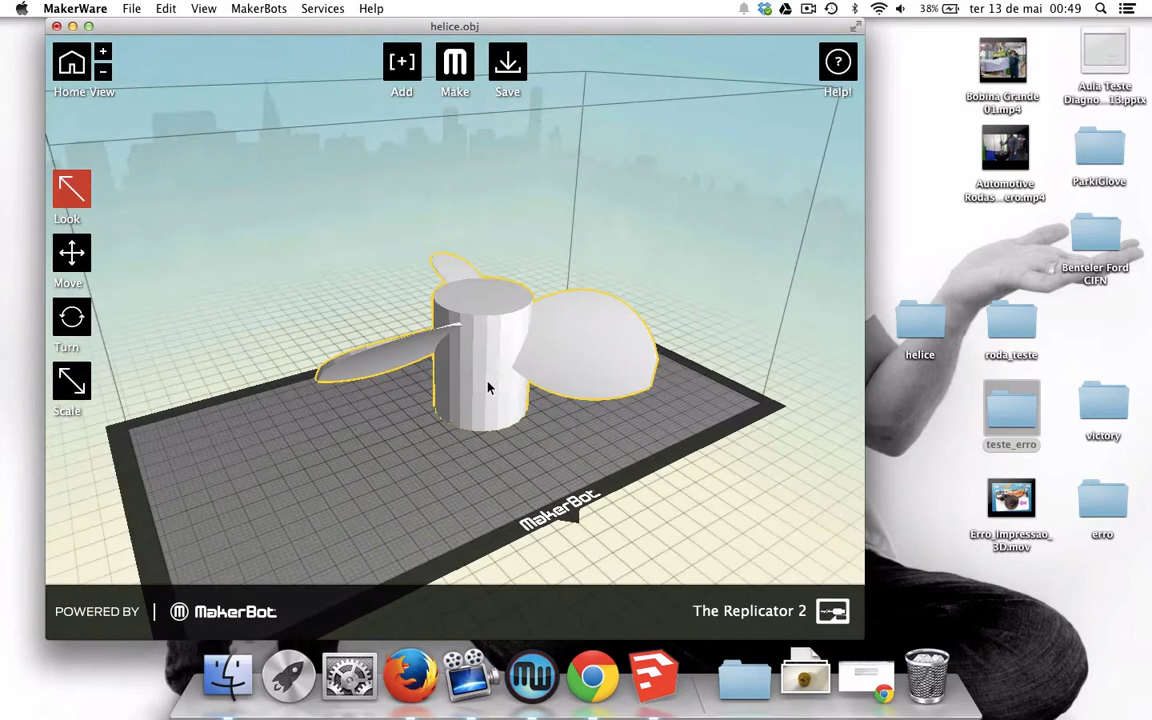 MakerWare File Edit View MakerBots Services Help
38% ter 13 de mai 00:49
helice.obj
+
-
Home View
[+]
Add
M
Make
Save
?
Help!
Look
Move
Turn
Scale
MakerBot
POWERED BY | MakerBot
The Replicator 2
Bobina Grande
01.mp4
Aula Teste
Diagno...13.pptx
Automotive
Rodas...ero.mp4
ParkiGlove
Benteler Ford
CIFN
helice
roda_teste
teste_erro
victory
Erro_Impressao_
3D.mov
erro